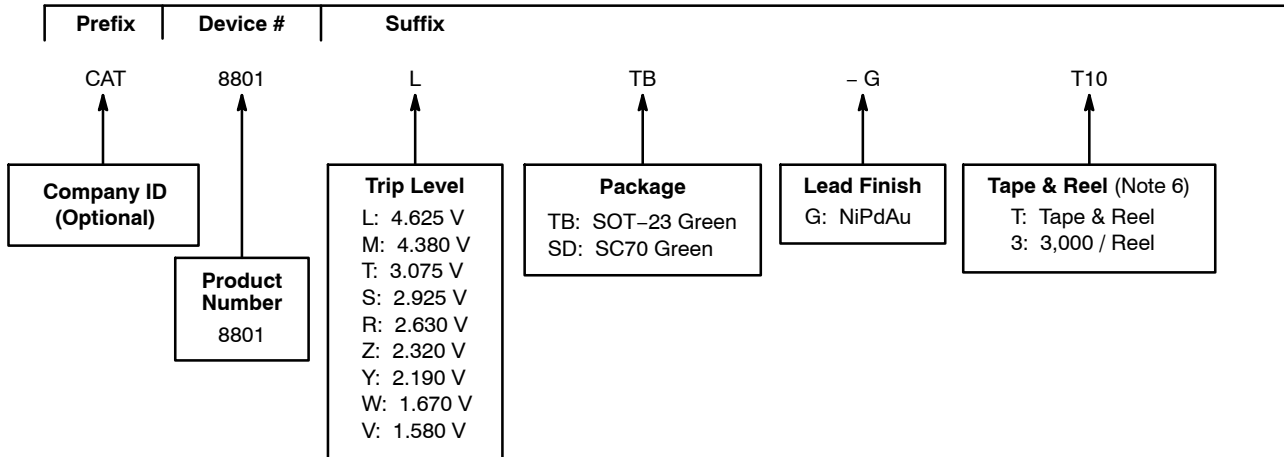 Prefix Device # Suffix
CAT 8801 L TB – G T10
Company ID
(Optional)
Product
Number
8801
Trip Level
L: 4.625 V
M: 4.380 V
T: 3.075 V
S: 2.925 V
R: 2.630 V
Z: 2.320 V
Y: 2.190 V
W: 1.670 V
V: 1.580 V
Package
TB: SOT−23 Green
SD: SC70 Green
Lead Finish
G: NiPdAu
Tape & Reel (Note 6)
T: Tape & Reel
3: 3,000 / Reel